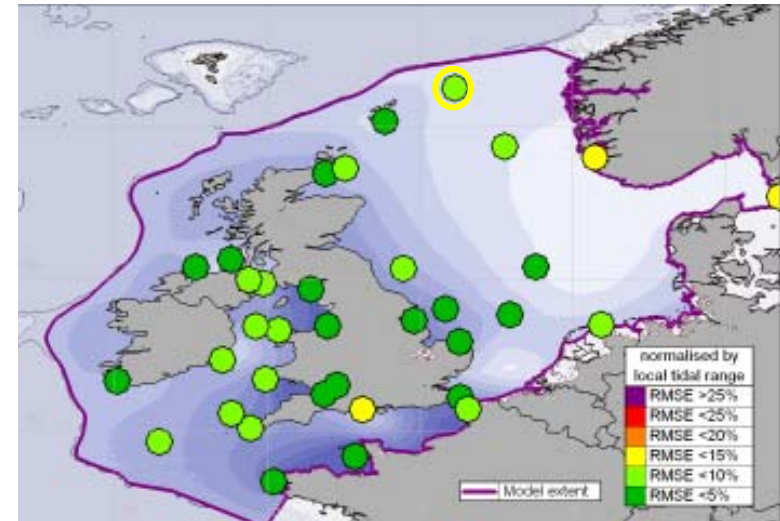 normalised by
local tidal range
RMSE >25%
RMSE <25%
RMSE <20%
RMSE <15%
RMSE <10%
RMSE <5%
Model extent